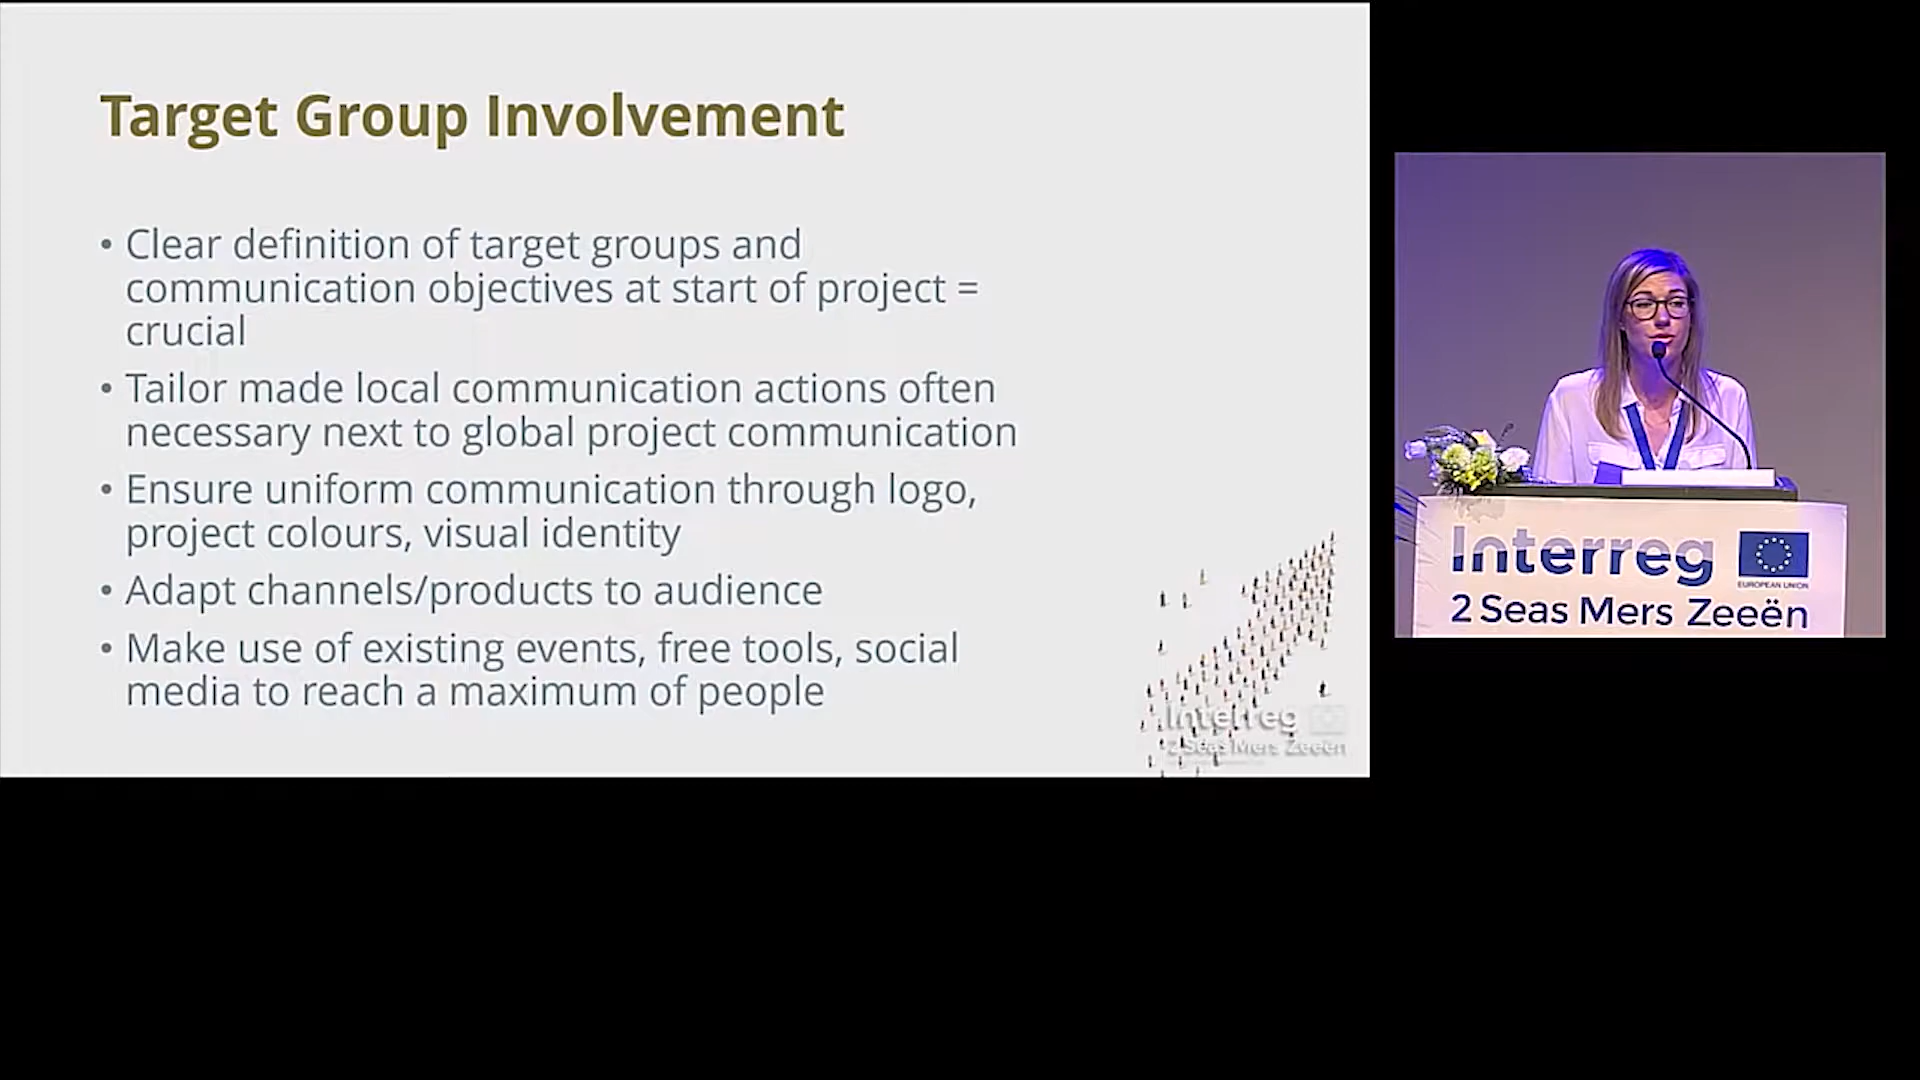 Target Group Involvement
• Clear definition of target groups and
communication objectives at start of project =
crucial
• Tailor made local communication actions often
necessary next to global project communication
• Ensure uniform communication through logo,
project colours, visual identity
• Adapt channels/products to audience
• Make use of existing events, free tools, social
media to reach a maximum of people
Interreg
2 Seas Mers Zeeën
Interreg
EUROPEAN UNION
2 Seas Mers Zeeën